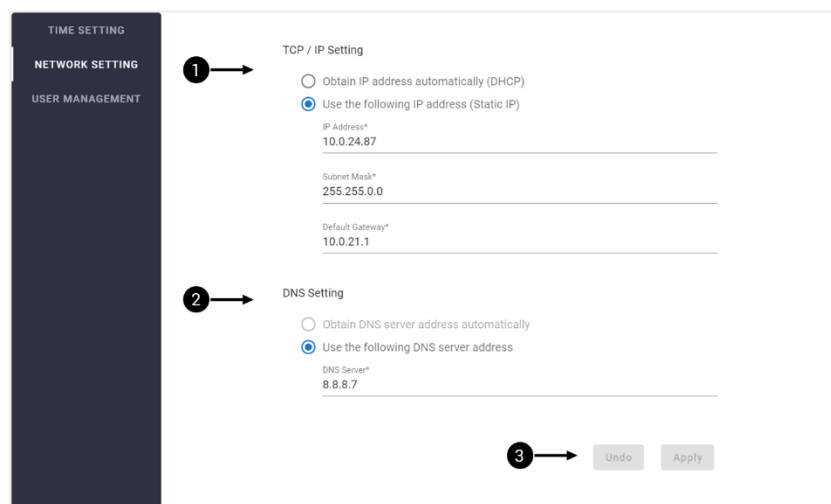 TIME SETTING
NETWORK SETTING
USER MANAGEMENT
1
TCP / IP Setting
Obtain IP address automatically (DHCP)
Use the following IP address (Static IP)
IP Address*
10.0.24.87
Subnet Mask*
255.255.0.0
Default Gateway*
10.0.21.1
2
DNS Setting
Obtain DNS server address automatically
Use the following DNS server address
DNS Server*
8.8.8.7
3
Undo Apply